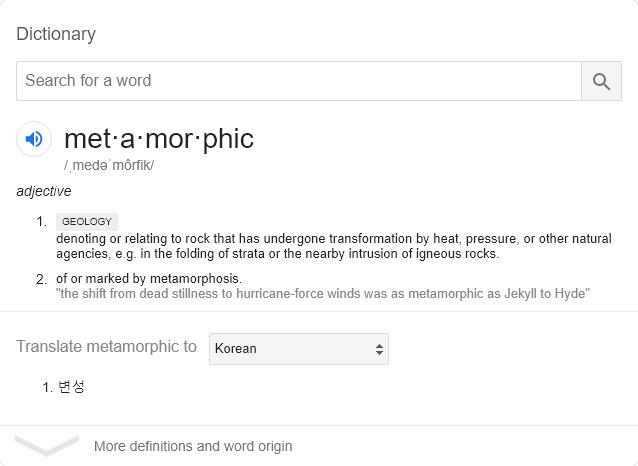 Dictionary
Search for a word
met·a·mor·phic
/ˌmedəˈmôrfik/
adjective
1. GEOLOGY
denoting or relating to rock that has undergone transformation by heat, pressure, or other natural
agencies, e.g. in the folding of strata or the nearby intrusion of igneous rocks.
2. of or marked by metamorphosis.
"the shift from dead stillness to hurricane-force winds was as metamorphic as Jekyll to Hyde"
Translate metamorphic to Korean
1. 변성
More definitions and word origin